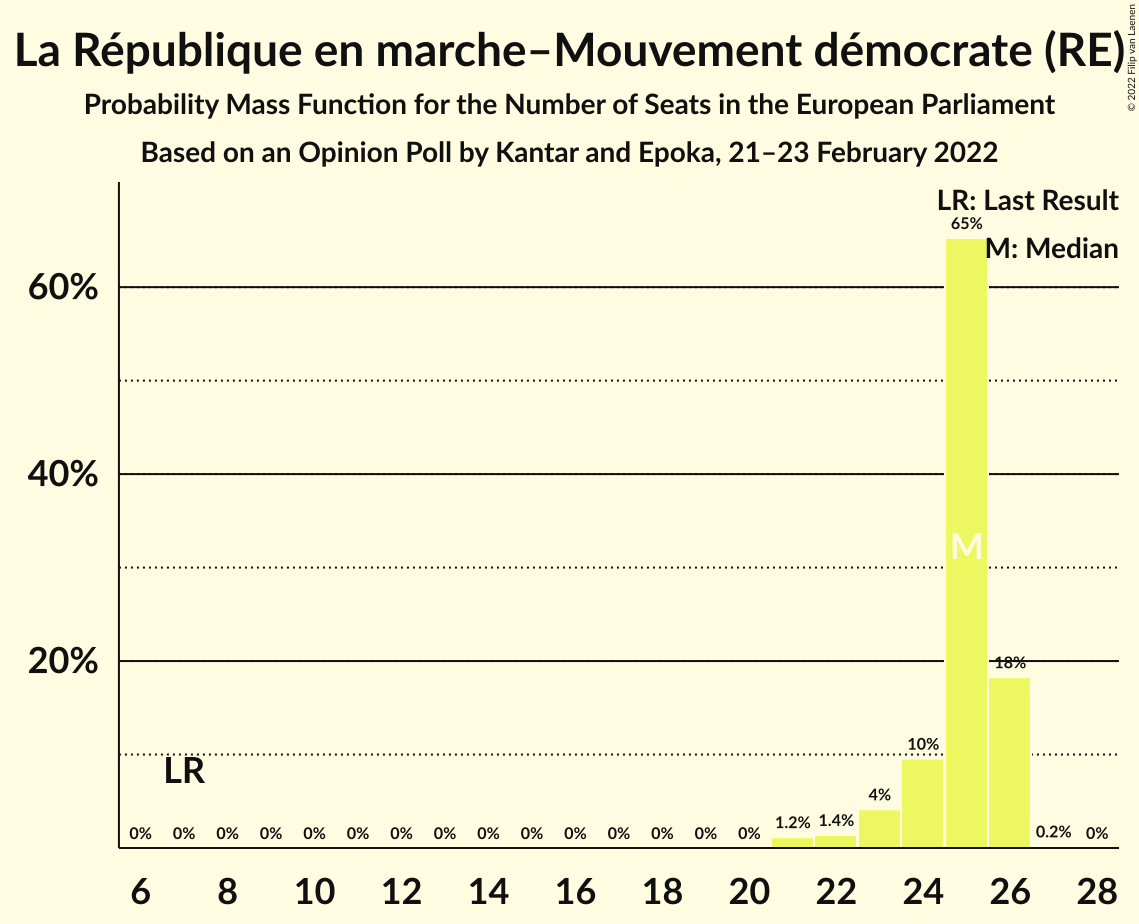 La République en marche–Mouvement démocrate (RE)
© 2022 Filip van Laenen
Probability Mass Function for the Number of Seats in the European Parliament
Based on an Opinion Poll by Kantar and Epoka, 21–23 February 2022
LR: Last Result
65%
M: Median
60%
40%
M
20%
18%
10%
LR
4%
1.2% 1.4%
0% 0% 0% 0% 0% 0% 0% 0% 0% 0% 0% 0% 0% 0% 0% 0.2% 0%
6 8 10 12 14 16 18 20 22 24 26 28